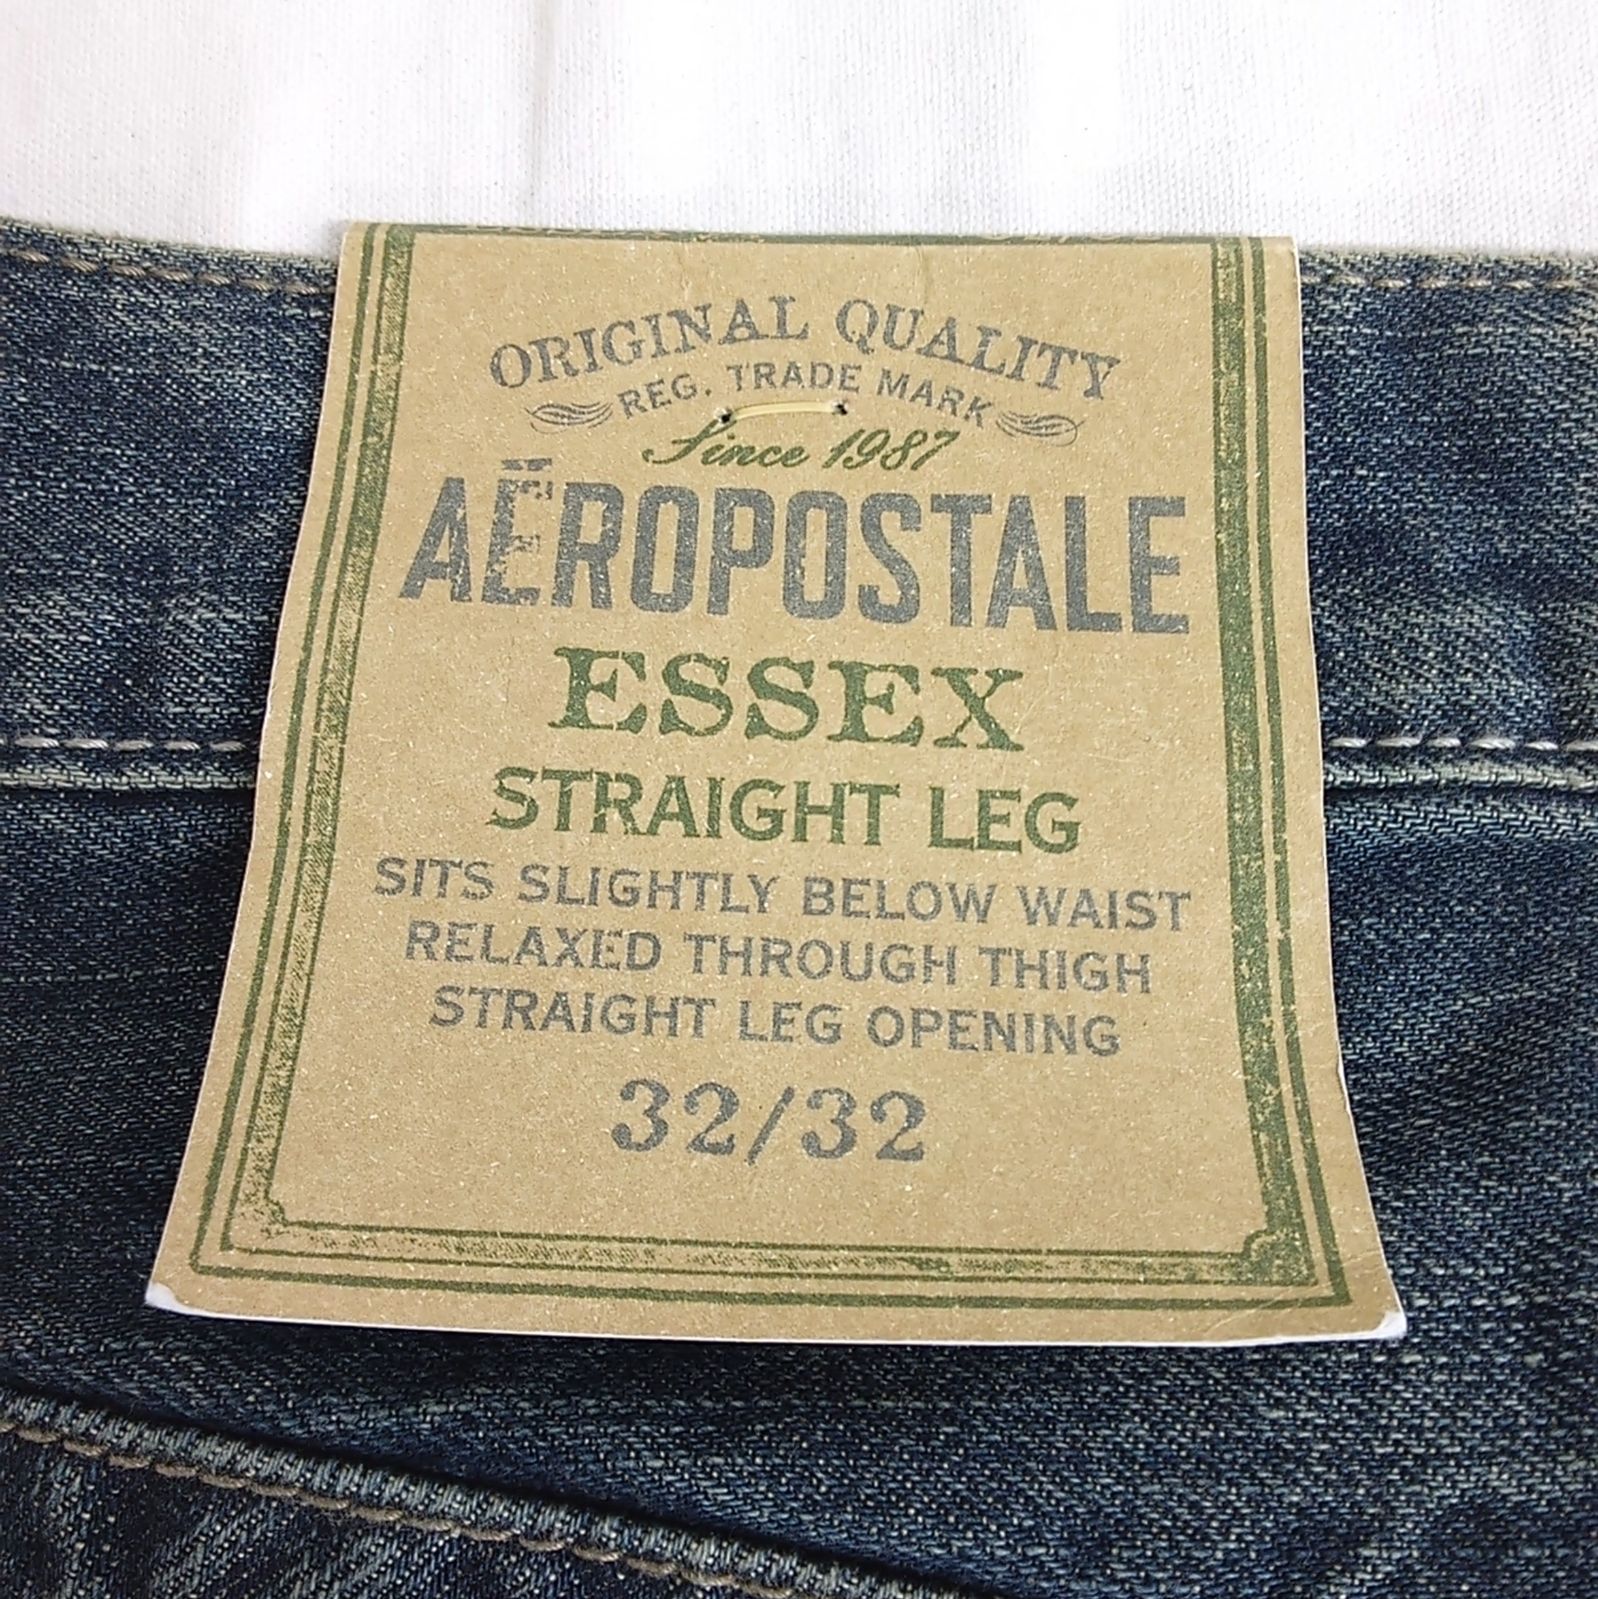 ORIGINAL QUALITY
REG. TRADE MARK
Since 1987
AËROPOSTALE
ESSEX
STRAIGHT LEG
SITS SLIGHTLY BELOW WAIST
RELAXED THROUGH THIGH
STRAIGHT LEG OPENING
32/32